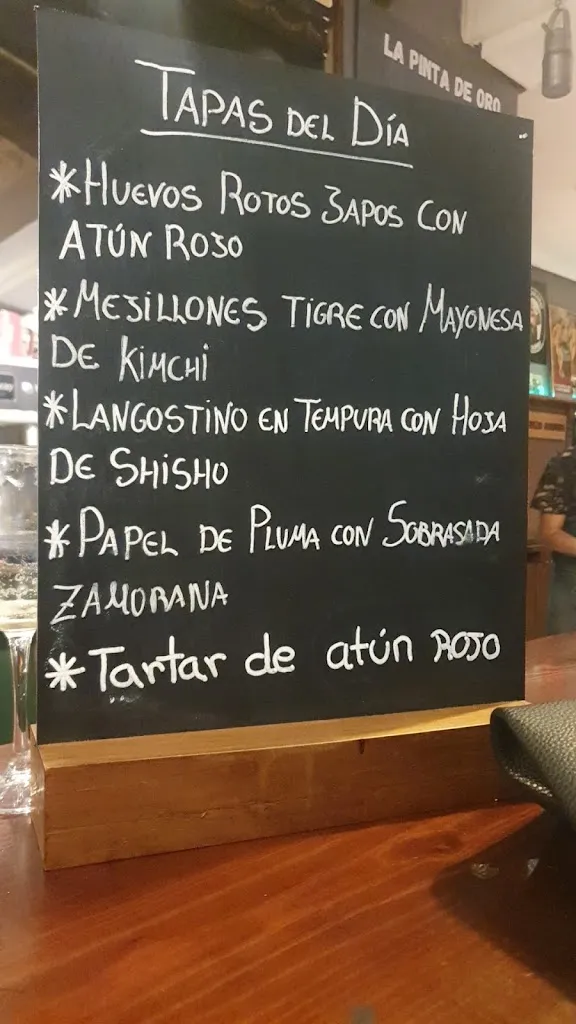 LA PINTA DE ORO
TAPAS DEL DÍA
*HUEVOS ROTOS 3APOS CON
ATÚN ROJO
*MEJILLONES TIGRE CON MAYONESA
DE KIMCHI
*LANGOSTINO EN TEMPURA CON HOJA
DE SHISHO
*PAPEL DE PLUMA CON SOBRASADA
ZAMORANA
*Tartar de atún ROJO